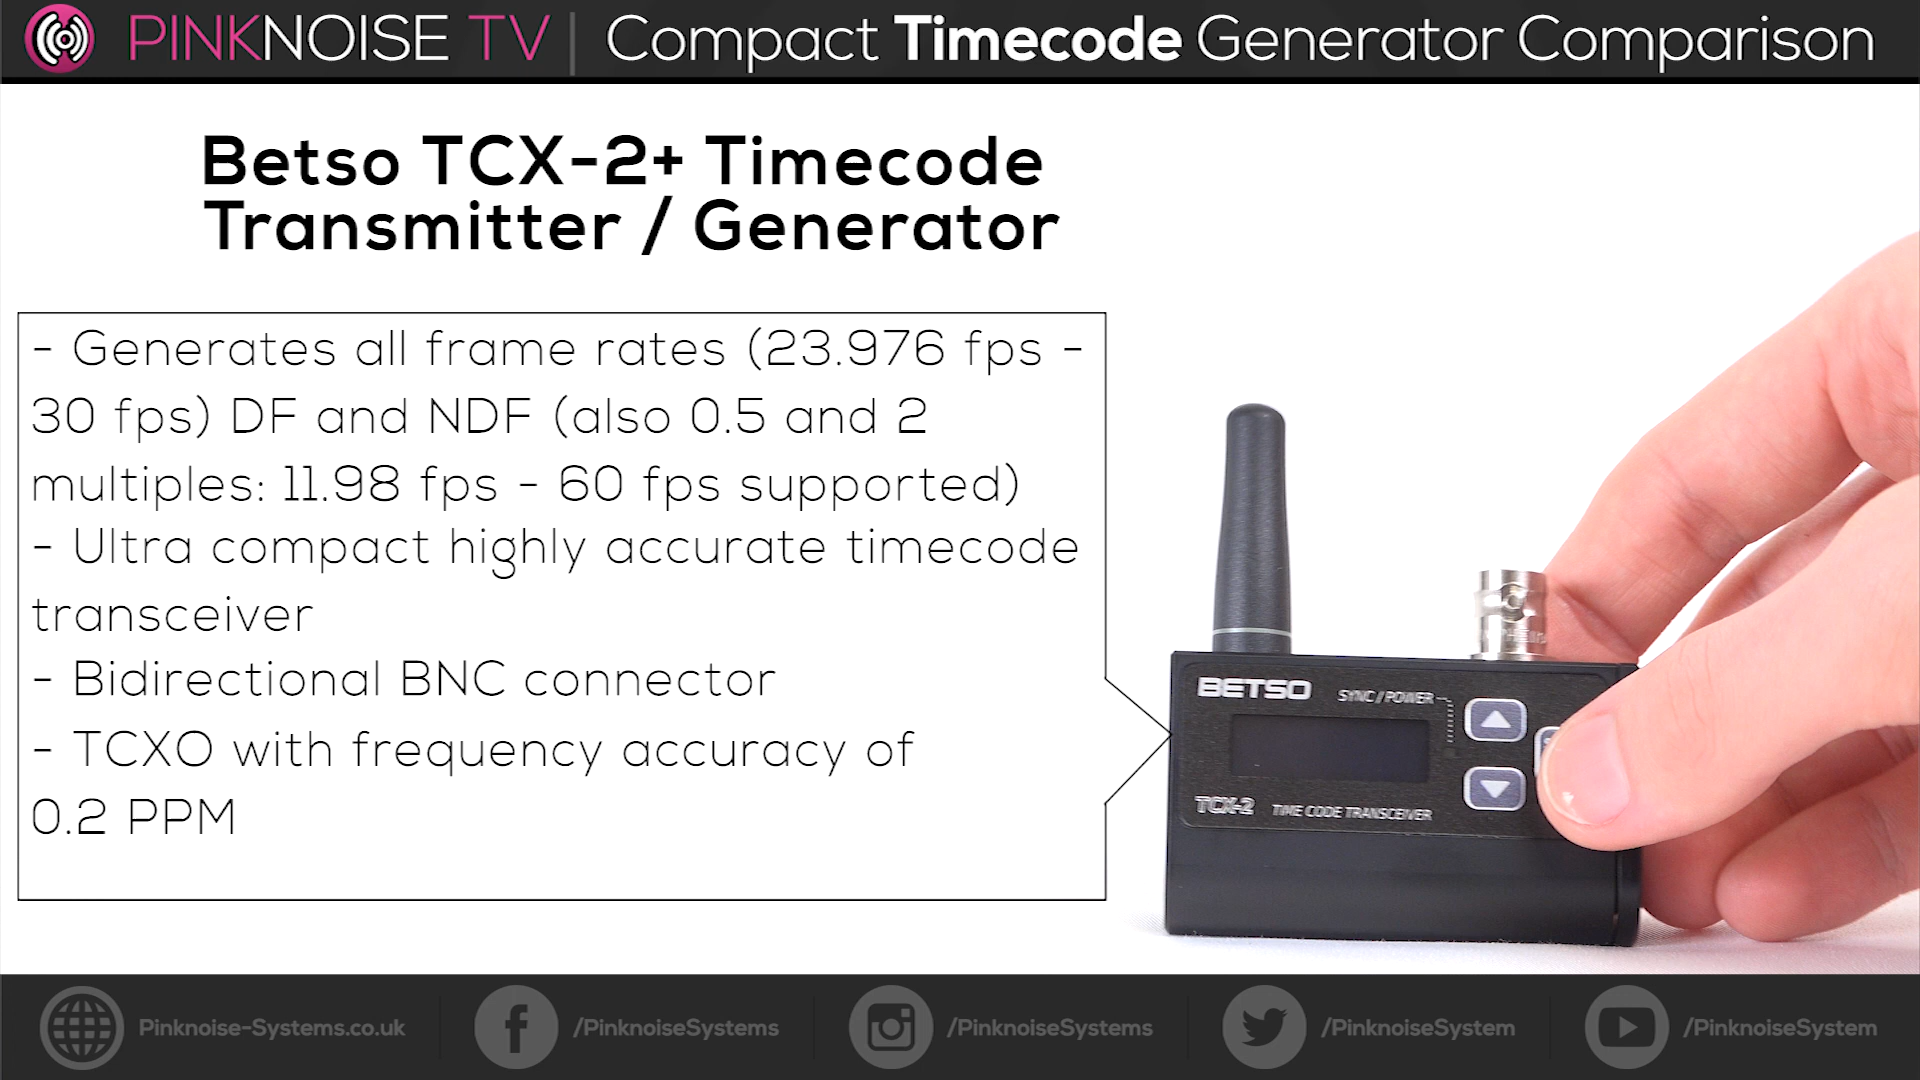 PINKNOISE TV | Compact Timecode Generator Comparison
Betso TCX-2+ Timecode
Transmitter / Generator
- Generates all frame rates (23.976 fps -
30 fps) DF and NDF (also 0.5 and 2
multiples: 11.98 fps - 60 fps supported)
- Ultra compact highly accurate timecode
transceiver
- Bidirectional BNC connector
- TCXO with frequency accuracy of
0.2 PPM
BETSO
SYNC / POWER
TCX-2 TIME CODE TRANSCEIVER
Pinknoise-Systems.co.uk
/PinknoiseSystems
/PinknoiseSystems
/PinknoiseSystem
/PinknoiseSystem